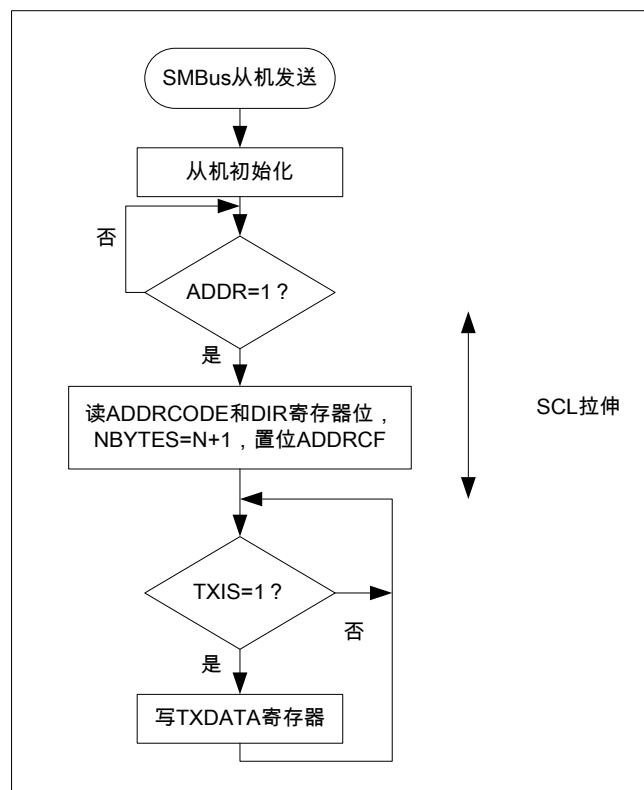 SMBus从机发送
从机初始化
否
ADDR=1？
是
读ADDRCODE和DIR寄存器位，
NBYTES=N+1，置位ADDRCF
SCL拉伸
TXIS=1？
否
是
写TXDATA寄存器